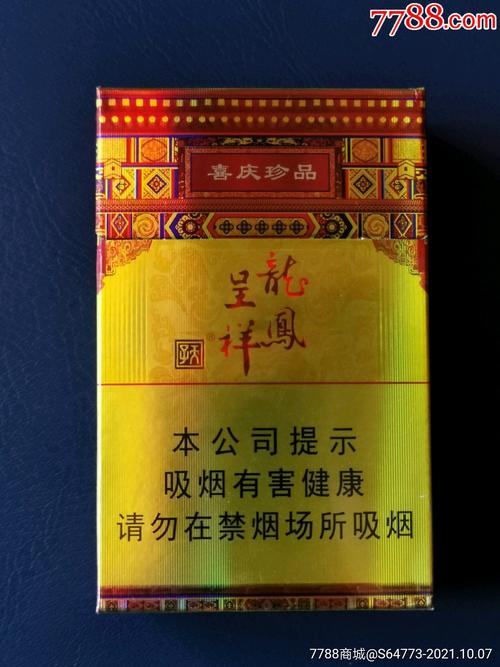 7788.com
喜庆珍品
龍鳳
呈祥
®
本公司提示
吸烟有害健康
请勿在禁烟场所吸烟
7788商城@S64773-2021.10.07